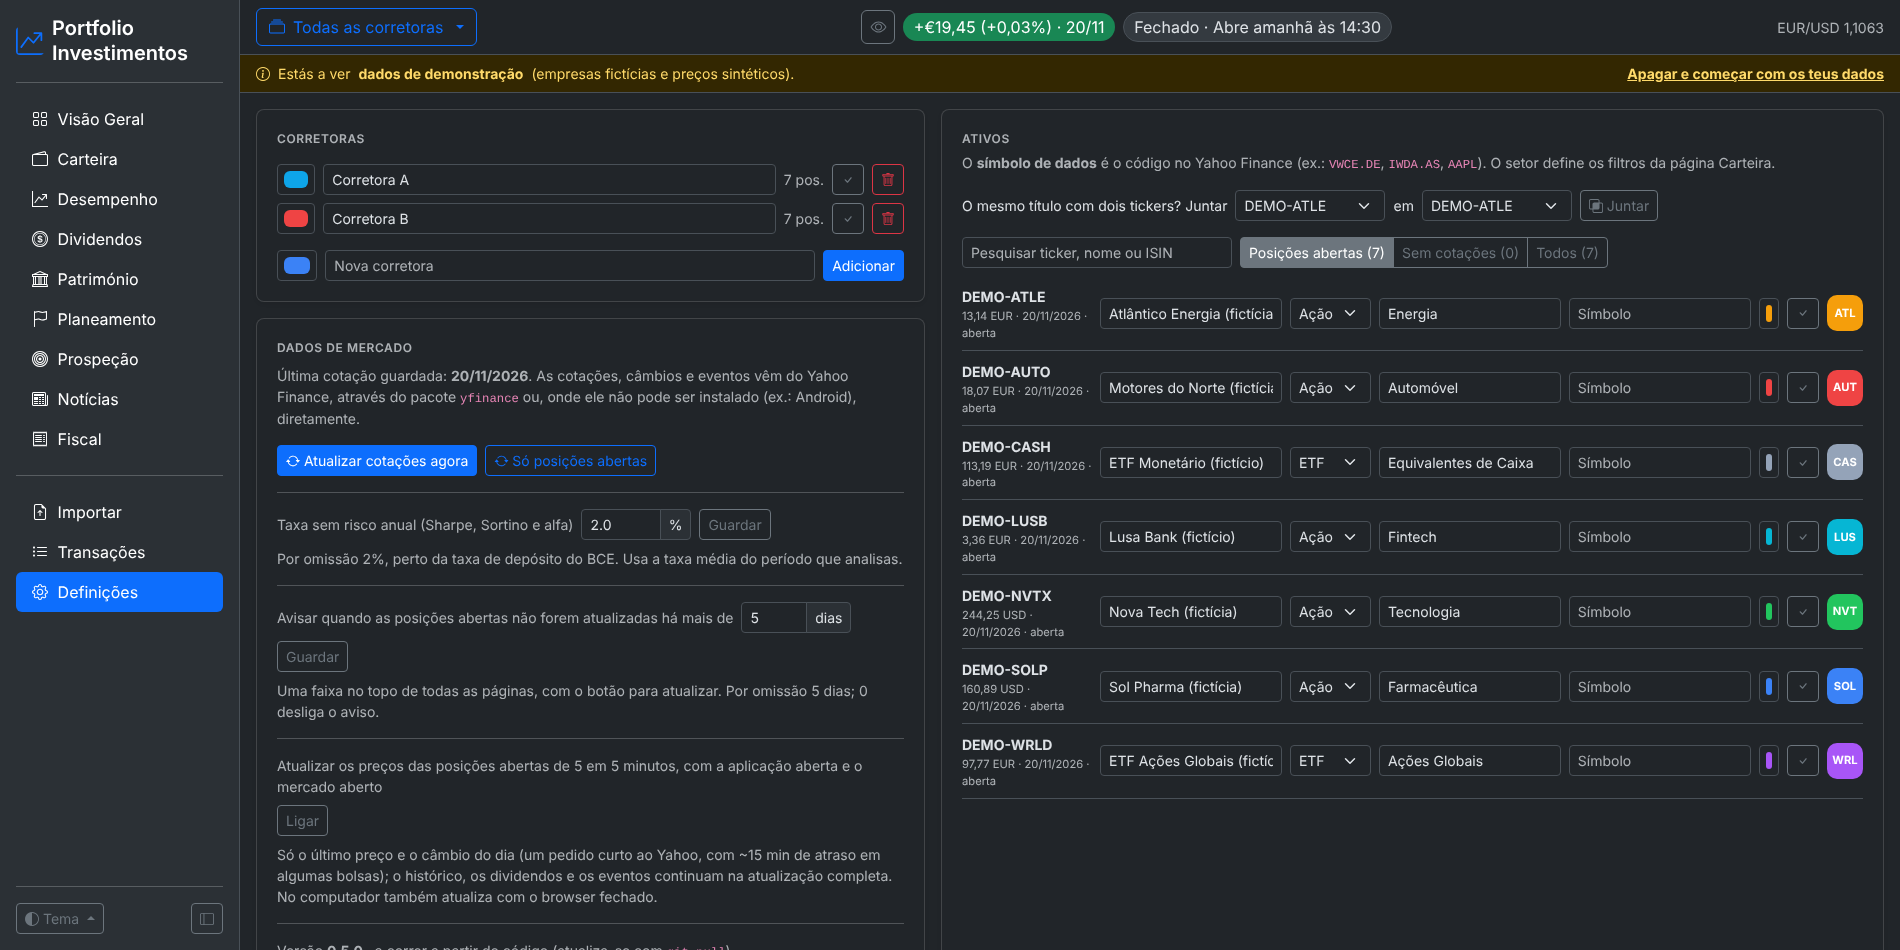 Portfolio
Investimentos
Visão Geral
Carteira
Desempenho
Dividendos
Património
Planeamento
Prospeção
Notícias
Fiscal
Importar
Transações
Definições
Tema
Todas as corretoras
+€19,45 (+0,03%) · 20/11
Fechado · Abre amanhã às 14:30
EUR/USD 1,1063
Estás a ver dados de demonstração (empresas fictícias e preços sintéticos).
Apagar e começar com os teus dados
CORRETORAS
Corretora A 7 pos.
Corretora B 7 pos.
Nova corretora Adicionar
DADOS DE MERCADO
Última cotação guardada: 20/11/2026. As cotações, câmbios e eventos vêm do Yahoo
Finance, através do pacote yfinance ou, onde ele não pode ser instalado (ex.: Android),
diretamente.
Atualizar cotações agora Só posições abertas
Taxa sem risco anual (Sharpe, Sortino e alfa) 2.0 % Guardar
Por omissão 2%, perto da taxa de depósito do BCE. Usa a taxa média do período que analisas.
Avisar quando as posições abertas não forem atualizadas há mais de 5 dias
Guardar
Uma faixa no topo de todas as páginas, com o botão para atualizar. Por omissão 5 dias; 0
desliga o aviso.
Atualizar os preços das posições abertas de 5 em 5 minutos, com a aplicação aberta e o
mercado aberto
Ligar
Só o último preço e o câmbio do dia (um pedido curto ao Yahoo, com ~15 min de atraso em
algumas bolsas); o histórico, os dividendos e os eventos continuam na atualização completa.
No computador também atualiza com o browser fechado.
ATIVOS
O símbolo de dados é o código no Yahoo Finance (ex.: VWCE.DE, IWDA.AS, AAPL). O setor define os filtros da página Carteira.
O mesmo título com dois tickers? Juntar DEMO-ATLE em DEMO-ATLE Juntar
Pesquisar ticker, nome ou ISIN Posições abertas (7) Sem cotações (0) Todos (7)
DEMO-ATLE
13,14 EUR · 20/11/2026 ·
aberta
Atlântico Energia (fictícia Ação Energia Símbolo ATL
DEMO-AUTO
18,07 EUR · 20/11/2026 ·
aberta
Motores do Norte (fictíci Ação Automóvel Símbolo AUT
DEMO-CASH
113,19 EUR · 20/11/2026 ·
aberta
ETF Monetário (fictício) ETF Equivalentes de Caixa Símbolo CAS
DEMO-LUSB
3,36 EUR · 20/11/2026 ·
aberta
Lusa Bank (fictício) Ação Fintech Símbolo LUS
DEMO-NVTX
244,25 USD ·
20/11/2026 · aberta
Nova Tech (fictícia) Ação Tecnologia Símbolo NVT
DEMO-SOLP
160,89 USD ·
20/11/2026 · aberta
Sol Pharma (fictícia) Ação Farmacêutica Símbolo SOL
DEMO-WRLD
97,77 EUR · 20/11/2026 ·
aberta
ETF Ações Globais (fictíc ETF Ações Globais Símbolo WRL